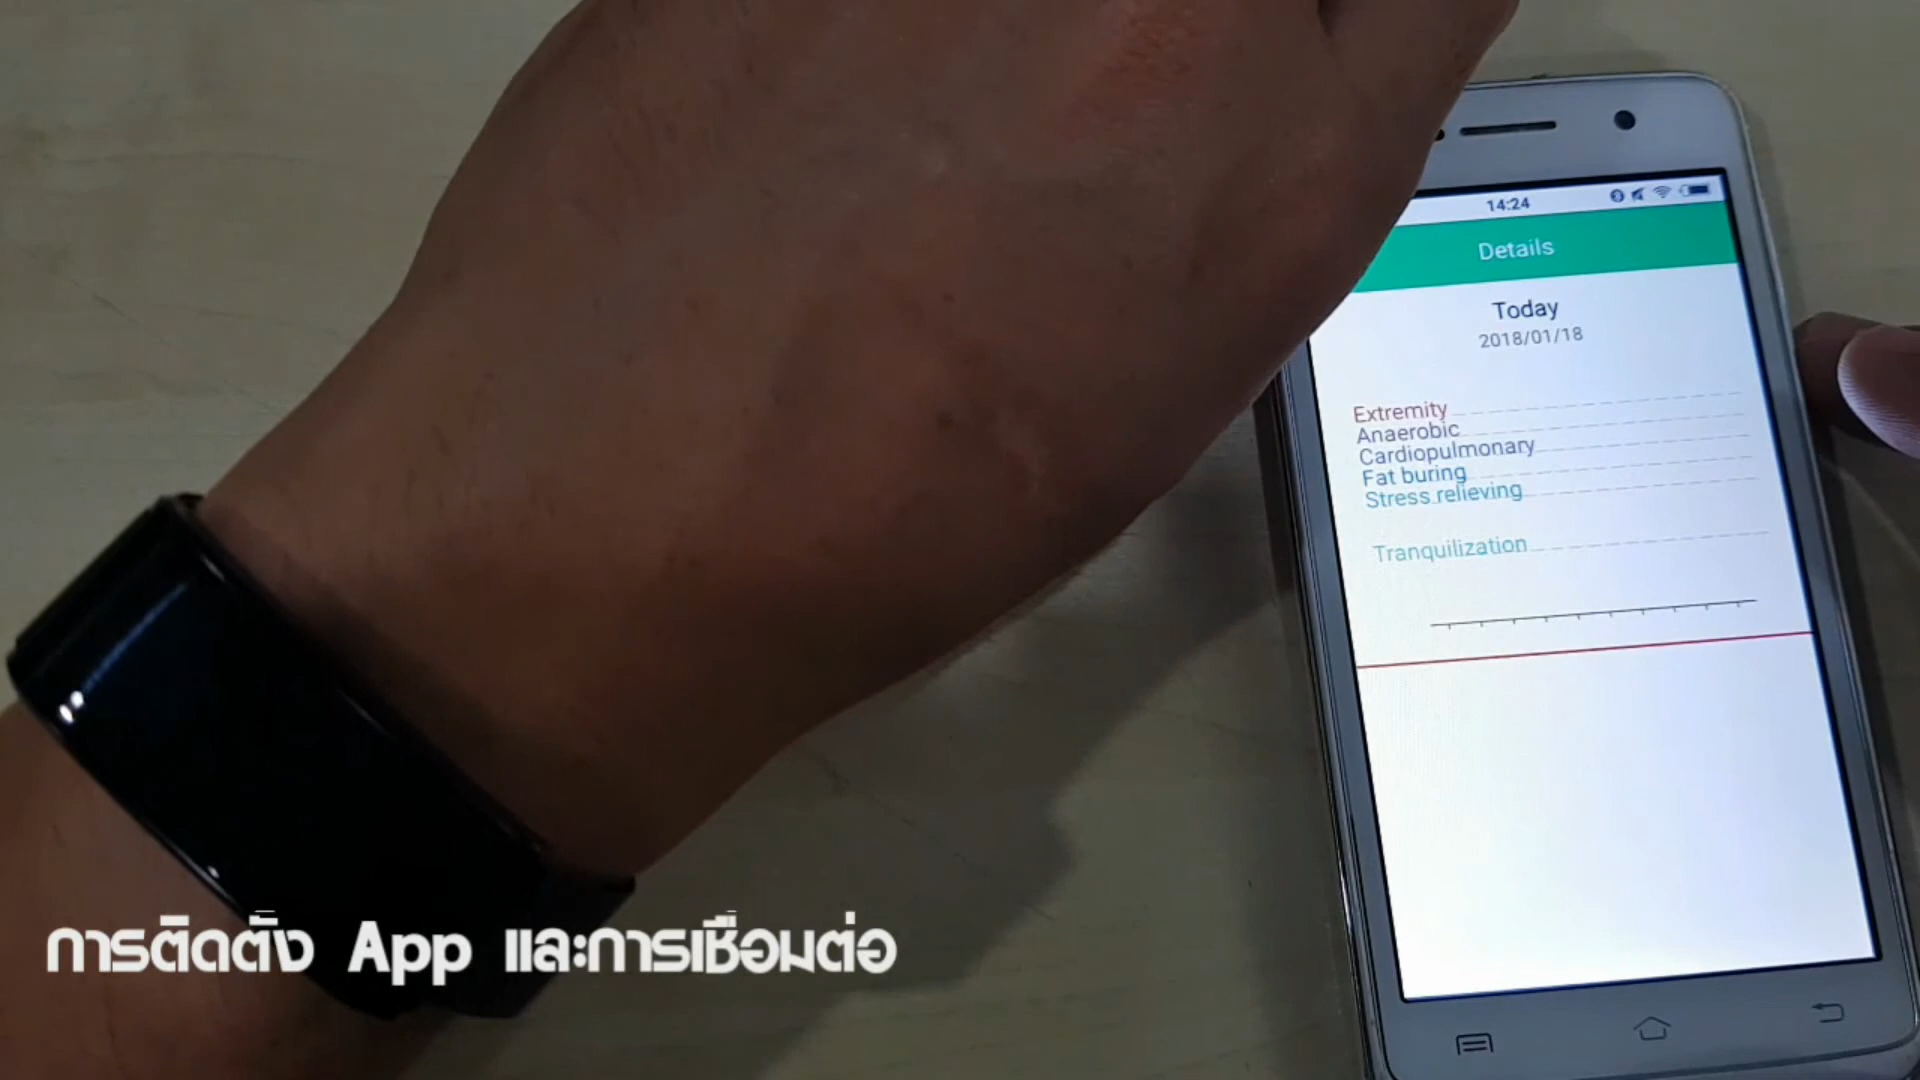 14:24
Details
Today
2018/01/18
Extremity
Anaerobic
Cardiopulmonary
Fat buring
Stress relieving
Tranquilization
การติดตั้ง App และการเชื่อมต่อ